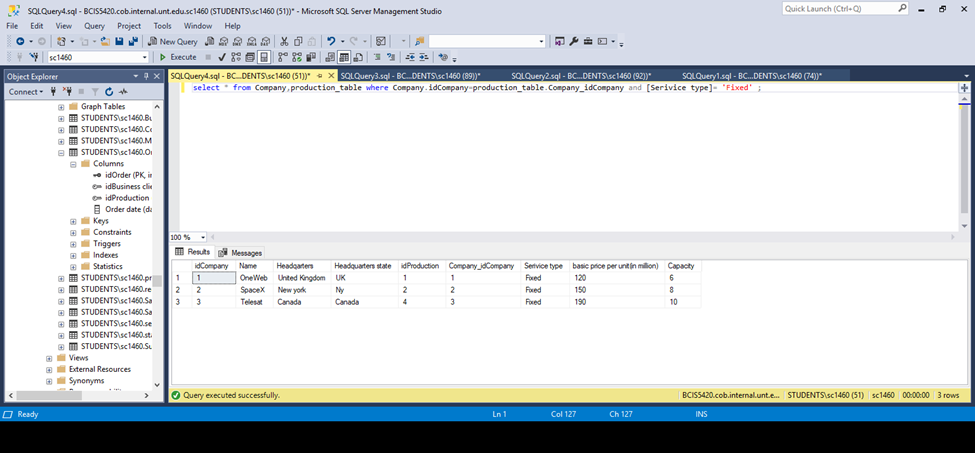 SQLQuery4.sql - BCIS5420.cob.internal.unt.edu.sc1460 (STUDENTS\sc1460 (51))* - Microsoft SQL Server Management Studio
Quick Launch (Ctrl+Q)
File Edit View Query Project Tools Window Help
New Query
sc1460 Execute
Object Explorer
SQLQuery4.sql - BC...DENTS\sc1460 (51))* SQLQuery3.sql - BC...DENTS\sc1460 (89))* SQLQuery2.sql - BC...DENTS\sc1460 (92))* SQLQuery1.sql - BC...DENTS\sc1460 (74))*
Connect
select * from Company,production_table where Company.idCompany=production_table.Company_idCompany and [Serivice type]= 'Fixed' ;
Graph Tables
STUDENTS\sc1460.Bu
STUDENTS\sc1460.Co
STUDENTS\sc1460.M
STUDENTS\sc1460.Or
Columns
idOrder (PK, in
idBusiness clie
idProduction
Order date (da
Keys
Constraints
Triggers
Indexes
Statistics
STUDENTS\sc1460.pr
STUDENTS\sc1460.re
STUDENTS\sc1460.Sa
STUDENTS\sc1460.Sa
STUDENTS\sc1460.se
STUDENTS\sc1460.sta
STUDENTS\sc1460.Su
Views
External Resources
Synonyms
100 %
Results Messages
idCompany Name Headqarters Headquarters state idProduction Company_idCompany Serivice type basic price per unit(in million) Capacity
1 1 OneWeb United Kingdom UK 1 1 Fixed 120 6
2 2 SpaceX New york Ny 2 2 Fixed 150 8
3 3 Telesat Canada Canada 4 3 Fixed 190 10
Query executed successfully. BCIS5420.cob.internal.unt.e... STUDENTS\sc1460 (51) sc1460 00:00:00 3 rows
Ready Ln 1 Col 127 Ch 127 INS